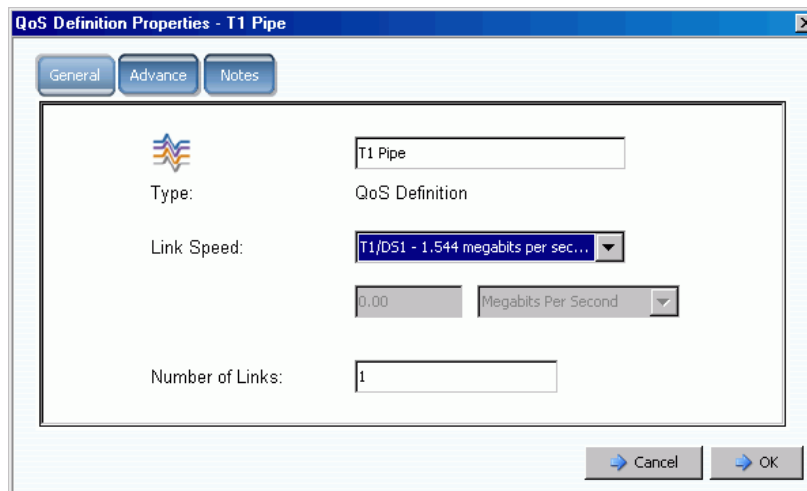 QoS Definition Properties - T1 Pipe
General Advance Notes
T1 Pipe
Type: QoS Definition
Link Speed: T1/DS1 - 1.544 megabits per sec...
0.00 Megabits Per Second
Number of Links: 1
Cancel OK